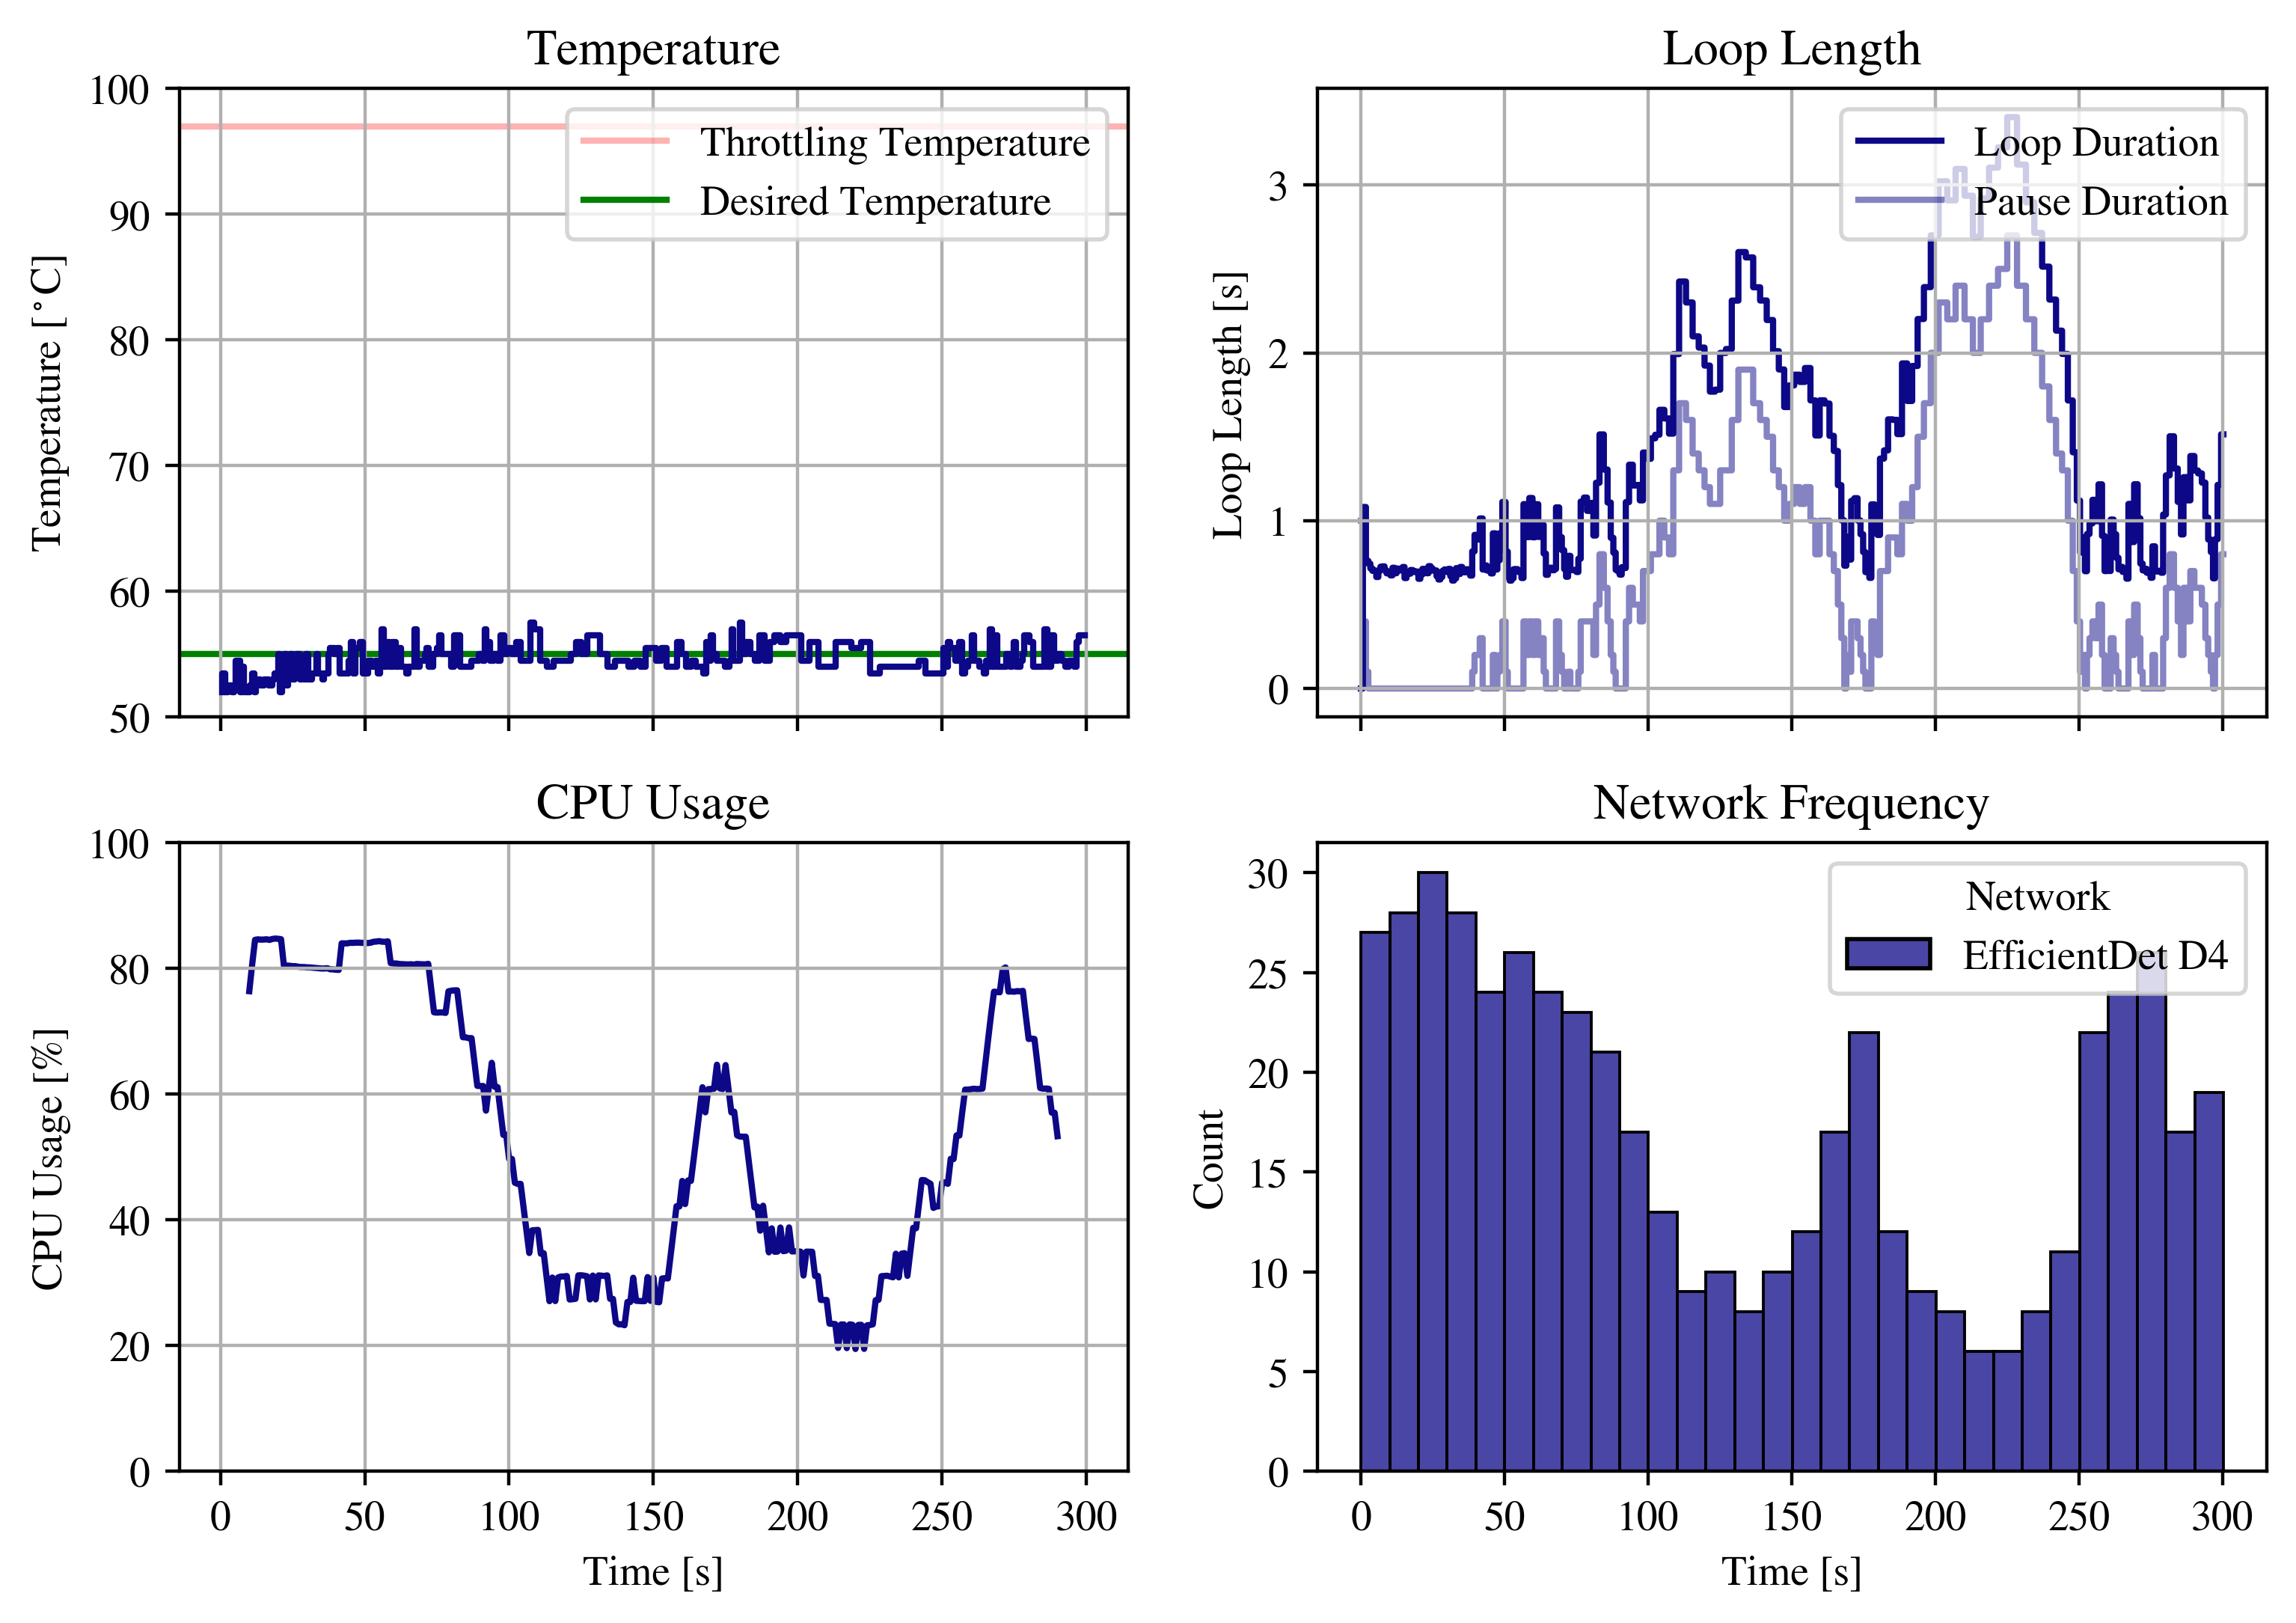 Temperature
100
90
80
70
60
50
Temperature [°C]
Throttling Temperature
Desired Temperature
Loop Length
3
2
1
0
Loop Length [s]
Loop Duration
Pause Duration
CPU Usage
100
80
60
40
20
0
CPU Usage [%]
0 50 100 150 200 250 300
Time [s]
Network Frequency
30
25
20
15
10
5
0
Count
Network
EfficientDet D4
0 50 100 150 200 250 300
Time [s]